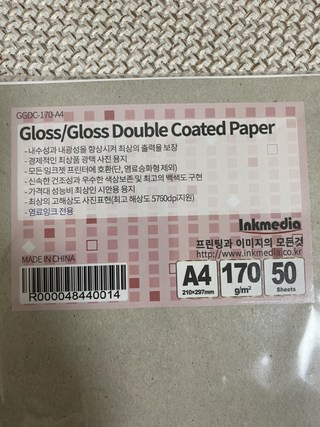 GGDC-170-A4
Gloss/Gloss Double Coated Paper
- 내수성과 내광성을 향상시켜 최상의 출력을 보장
- 경제적인 최상품 광택 사진 용지
- 모든 잉크젯 프린터에 호환(단, 염료승화형 제외)
- 신속한 건조성과 우수한 색상보존 및 최고의 백색도 구현
- 가격대 성능비 최상인 시안용 용지
- 최상의 고해상도 사진표현(최고 해상도 5760dpi지원)
- 염료잉크 전용
Inkmedia
프린팅과 이미지의 모든것
http://www.inkmedia.co.kr
MADE IN CHINA
R000048440014
A4
210×297mm
170
g/m²
50
Sheets